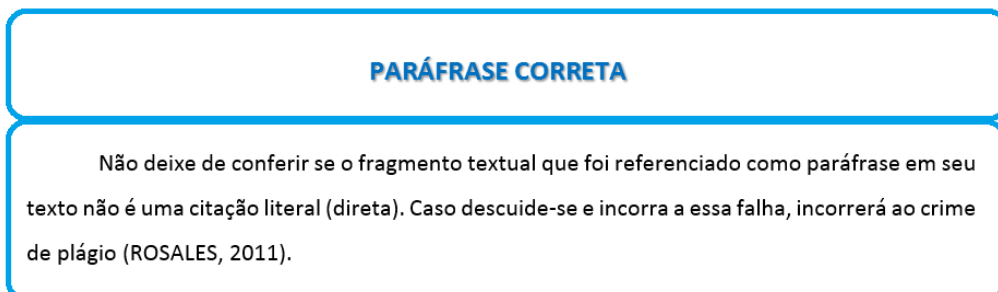 PARÁFRASE CORRETA
Não deixe de conferir se o fragmento textual que foi referenciado como paráfrase em seu
texto não é uma citação literal (direta). Caso descuide-se e incorra a essa falha, incorrerá ao crime
de plágio (ROSALES, 2011).